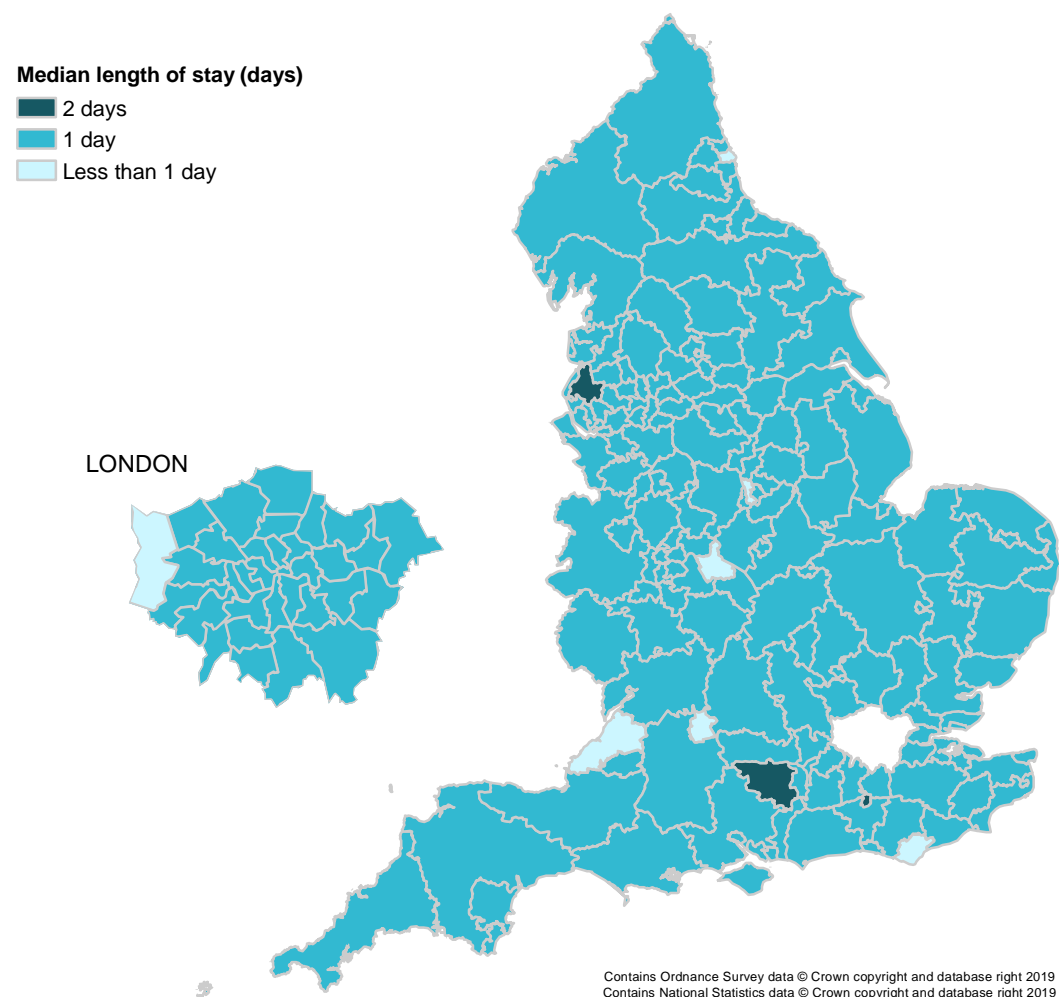 Median length of stay (days)
2 days
1 day
Less than 1 day
LONDON
Contains Ordnance Survey data © Crown copyright and database right 2019
Contains National Statistics data © Crown copyright and database right 2019